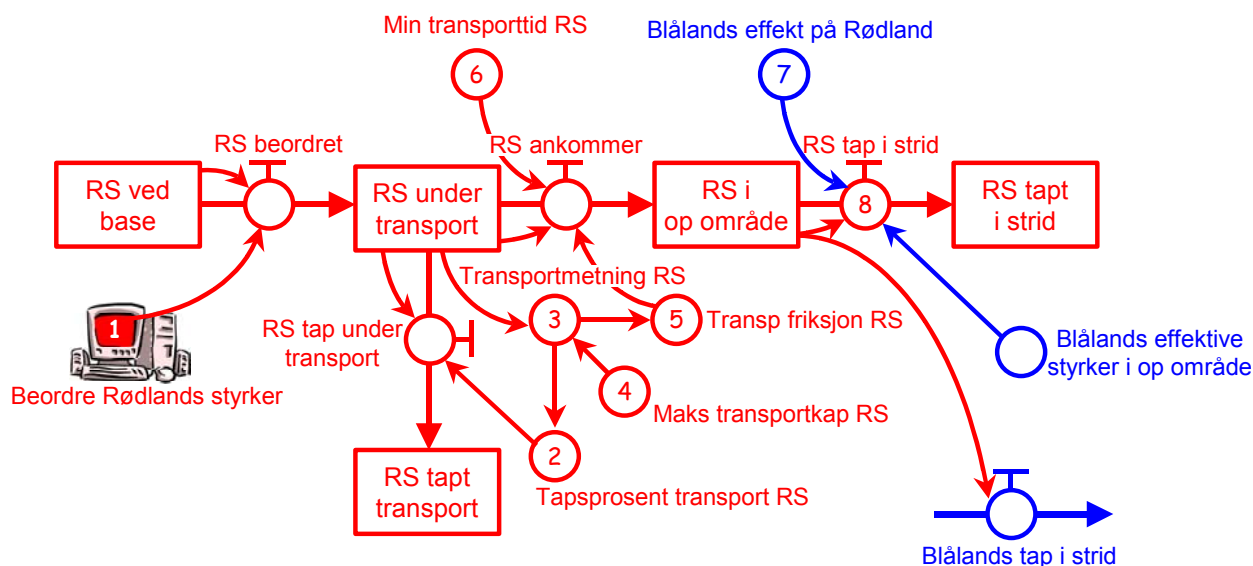 Min transporttid RS
Blålands effekt på Rødland
6
7
RS beordret
RS ankommer
RS tap i strid
RS ved
base
RS under
transport
RS i
op område
8
RS tapt
i strid
Transportmetning RS
1
RS tap under
transport
3
5
Transp friksjon RS
Blålands effektive
styrker i op område
Beordre Rødlands styrker
4
Maks transportkap RS
2
RS tapt
transport
Tapsprosent transport RS
Blålands tap i strid